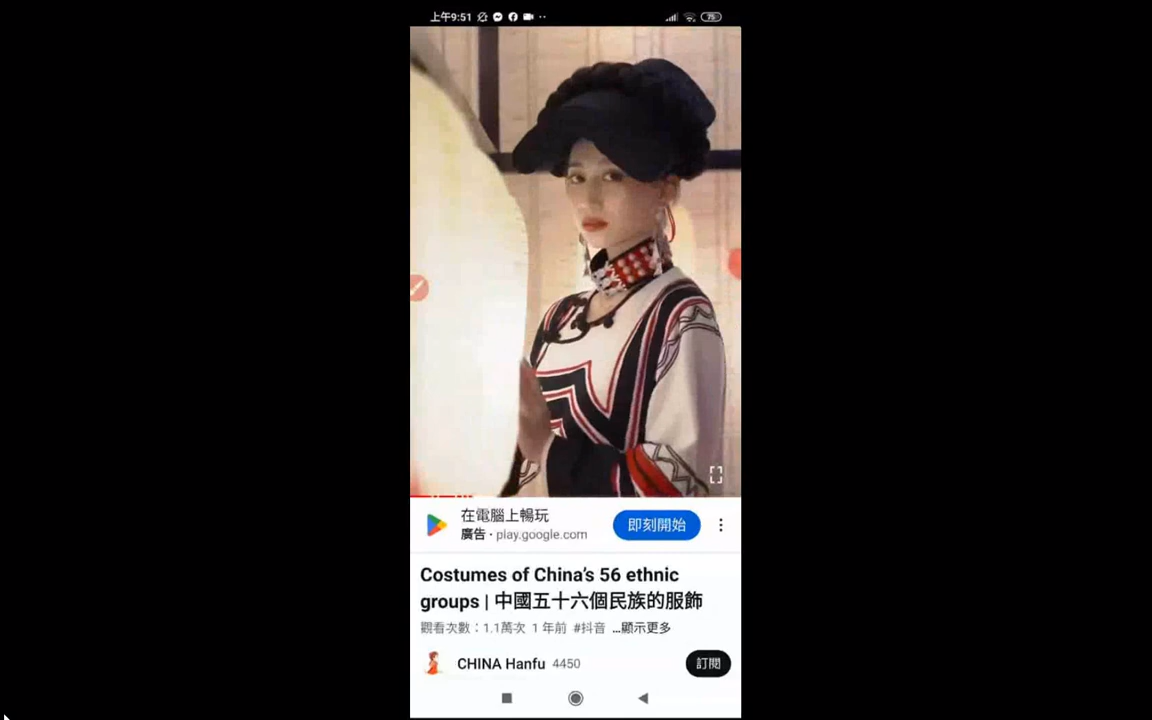 上午9:51
75
在電腦上暢玩
廣告 · play.google.com
即刻開始
Costumes of China's 56 ethnic
groups | 中國五十六個民族的服飾
觀看次數：1.1萬次 1 年前 #抖音 ...顯示更多
CHINA Hanfu 4450
訂閱